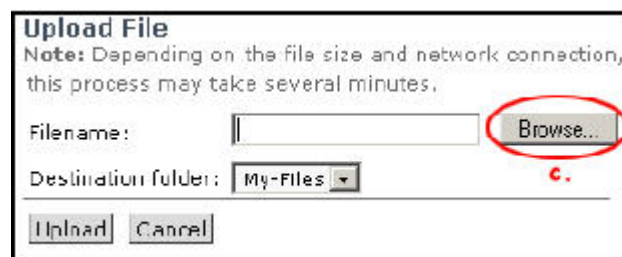 Upload File
Note: Depending on the file size and network connection,
this process may take several minutes.
Filename: Browse...
Destination folder: My-Files c.
Upload Cancel